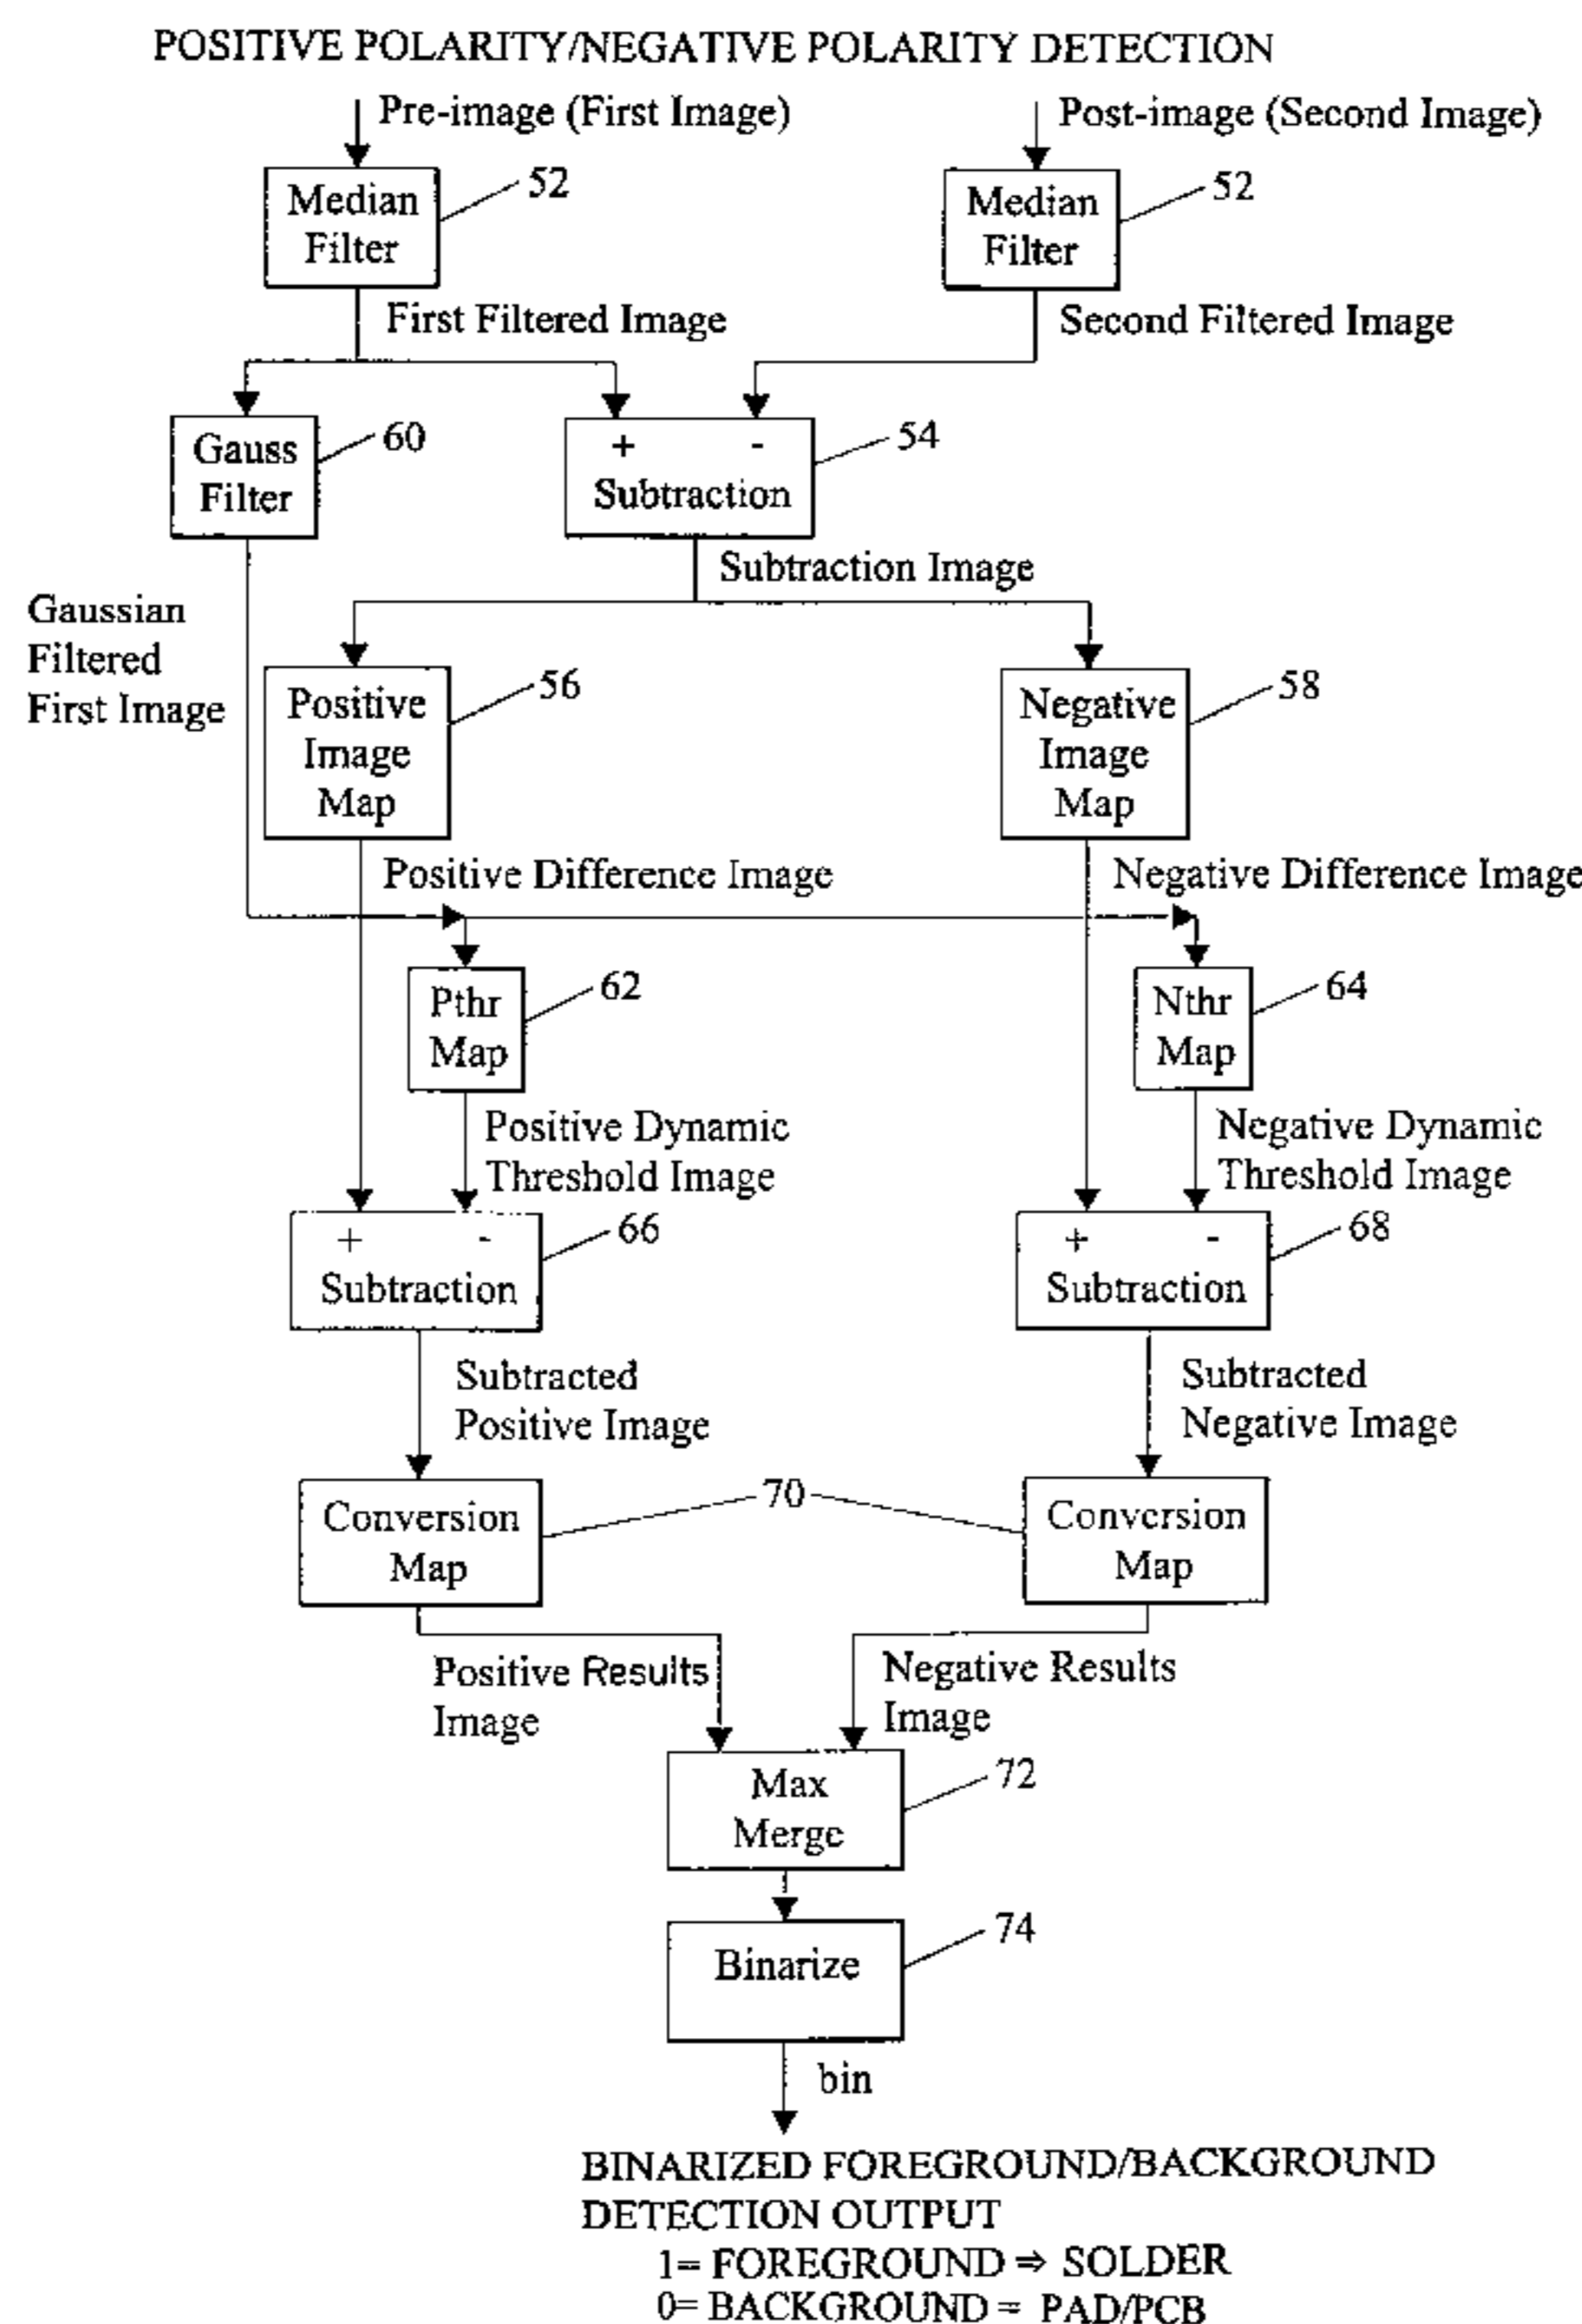 POSITIVE POLARITY/NEGATIVE POLARITY DETECTION
Pre-image (First Image)
Post-image (Second Image)
Median
Filter
52
Median
Filter
52
First Filtered Image
Second Filtered Image
Gauss
Filter
60
+ -
Subtraction
54
Subtraction Image
Gaussian
Filtered
First Image
Positive
Image
Map
56
Negative
Image
Map
58
Positive Difference Image
Negative Difference Image
Pthr
Map
62
Nthr
Map
64
Positive Dynamic
Threshold Image
Negative Dynamic
Threshold Image
+ -
Subtraction
66
+ -
Subtraction
68
Subtracted
Positive Image
Subtracted
Negative Image
Conversion
Map
70
Conversion
Map
Positive Results
Image
Negative Results
Image
Max
Merge
72
Binarize
74
bin
BINARIZED FOREGROUND/BACKGROUND
DETECTION OUTPUT
1= FOREGROUND ⇒ SOLDER
0= BACKGROUND = PAD/PCB